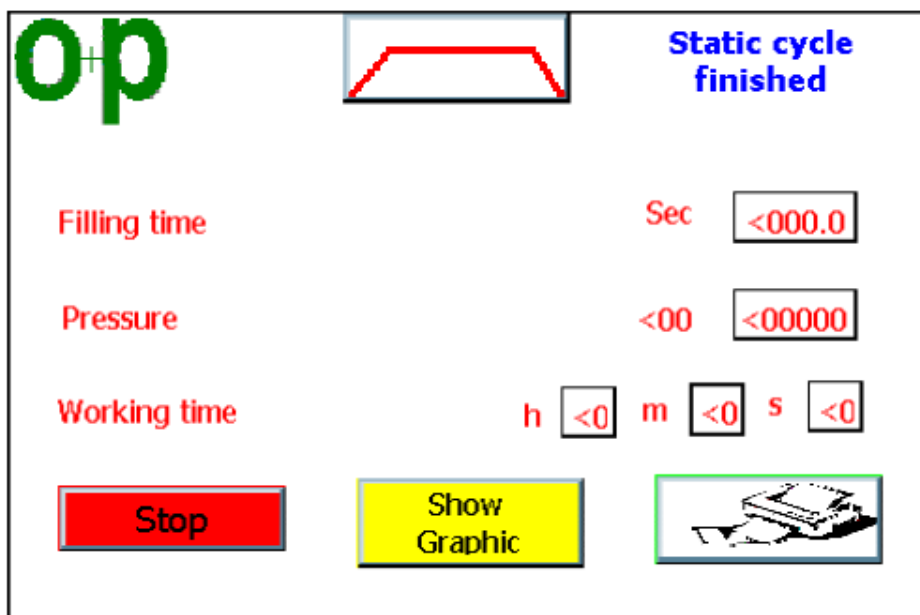 o+p
Static cycle
finished
Filling time Sec <000.0
Pressure <00 <00000
Working time h <0 m <0 s <0
Stop
Show
Graphic